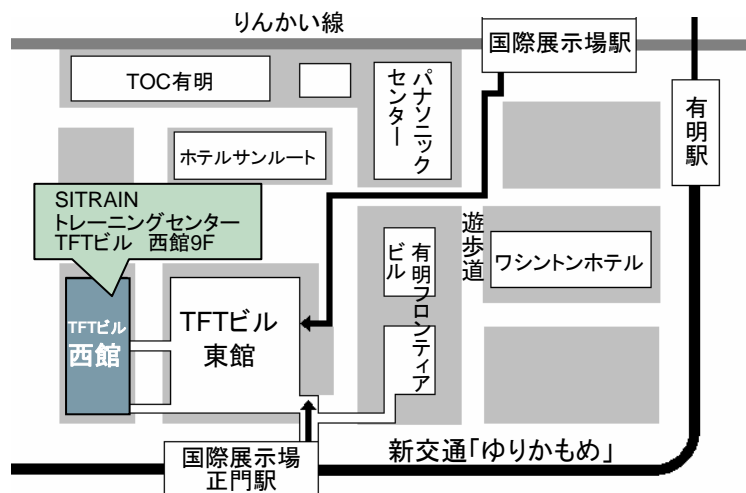 りんかい線
国際展示場駅
TOC有明
パナソニック
センター
有明駅
ホテルサンルート
SITRAIN
トレーニングセンター
TFTビル　西館9F
遊歩道
有明フロンティア
ビル
ワシントンホテル
TFTビル
西館
TFTビル
東館
国際展示場
正門駅
新交通「ゆりかもめ」